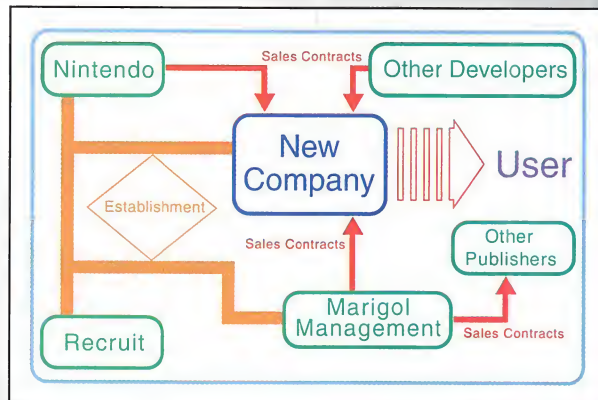 Nintendo
Sales Contracts
Other Developers
New
Company
User
Establishment
Sales Contracts
Other
Publishers
Marigol
Management
Sales Contracts
Recruit